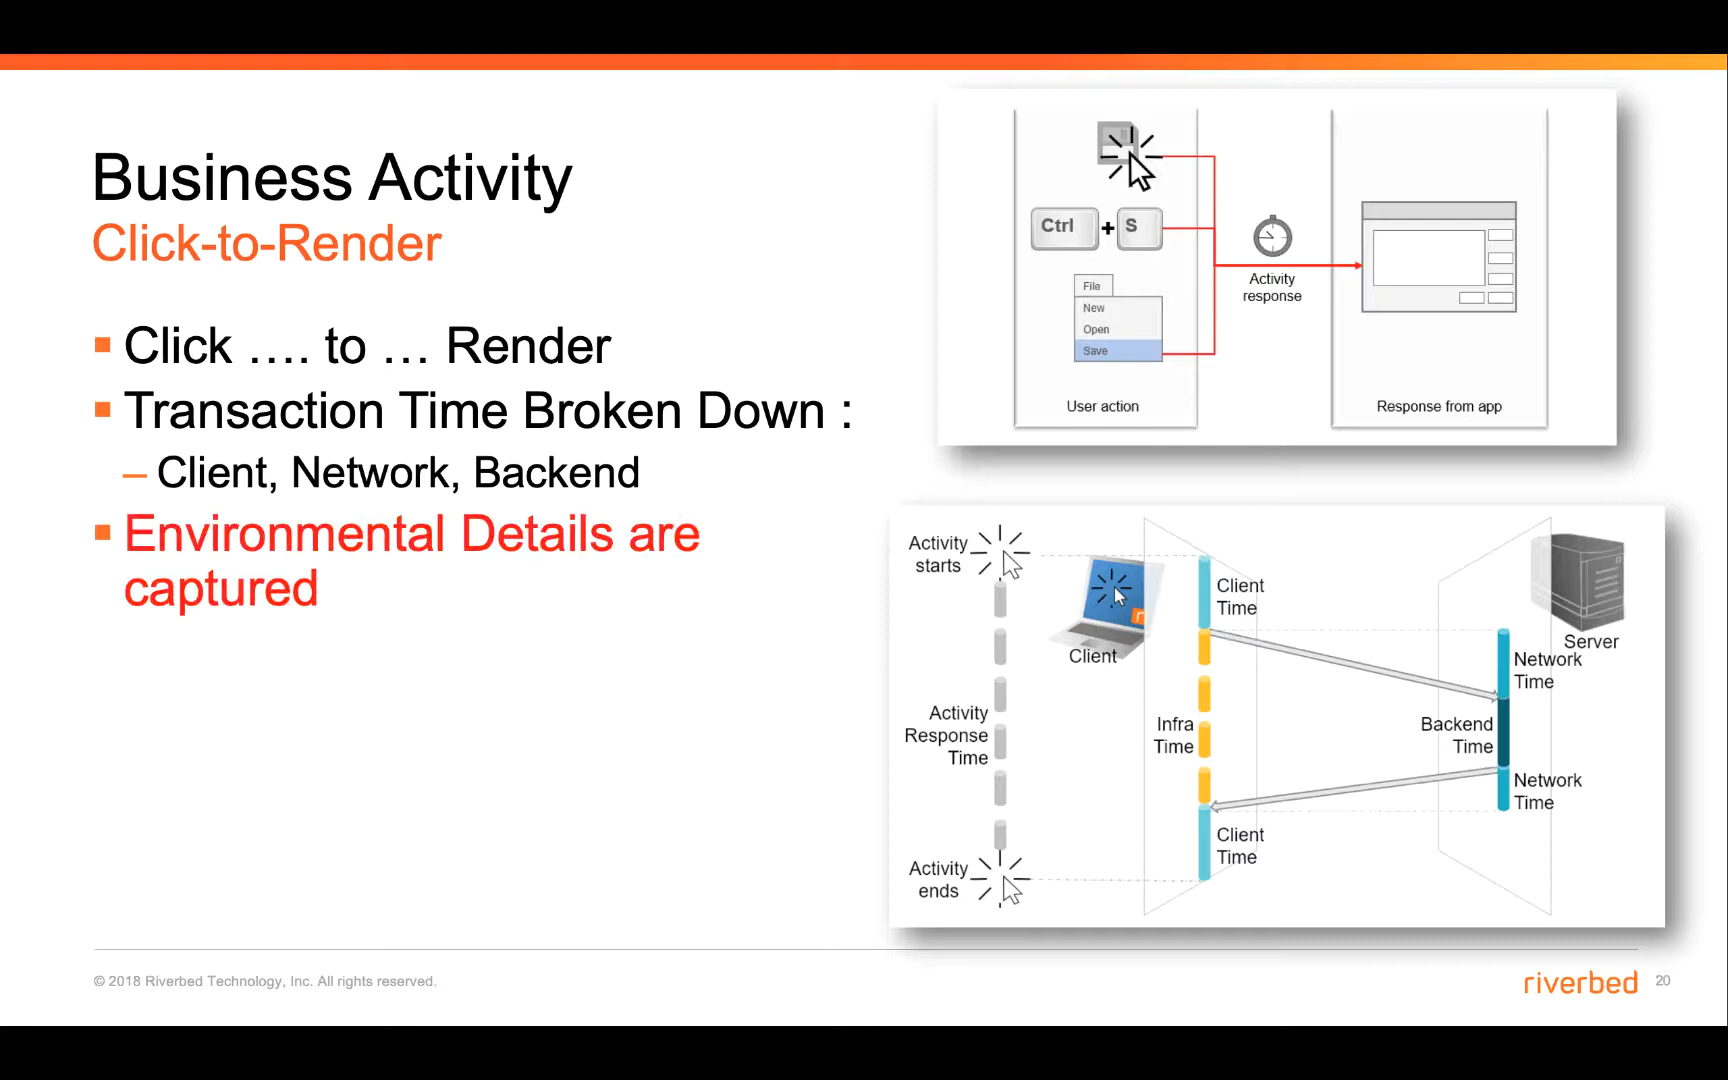 Business Activity
Click-to-Render
Click .... to ... Render
Transaction Time Broken Down :
– Client, Network, Backend
Environmental Details are
captured
Ctrl + S
File
New
Open
Save
User action
Activity
response
Response from app
Activity
starts
Client
Client
Time
Server
Network
Time
Activity
Response
Time
Infra
Time
Backend
Time
Network
Time
Client
Time
Activity
ends
© 2018 Riverbed Technology, Inc. All rights reserved.
riverbed
20